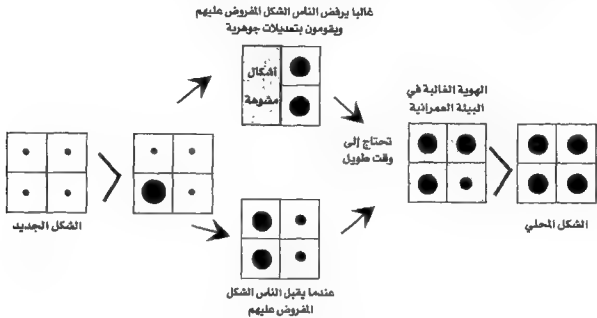 غالبا يرفض الناس الشكل المفروض عليهم
ويقومون بتعديلات جوهرية
أشكال
مشوهة
الهوية الغالبة في
البيئة العمرانية
تحتاج إلى
وقت طويل
الشكل الجديد
الشكل المحلي
عندما يقبل الناس الشكل
المفروض عليهم